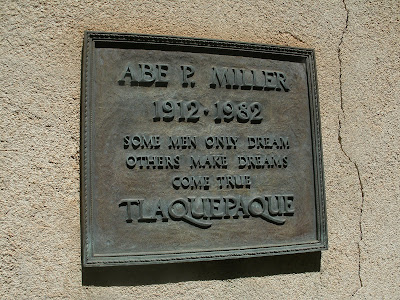 ABE P. MILLER
1912 · 1982
SOME MEN ONLY DREAM
OTHERS MAKE DREAMS
COME TRUE
TLAQUEPAQUE